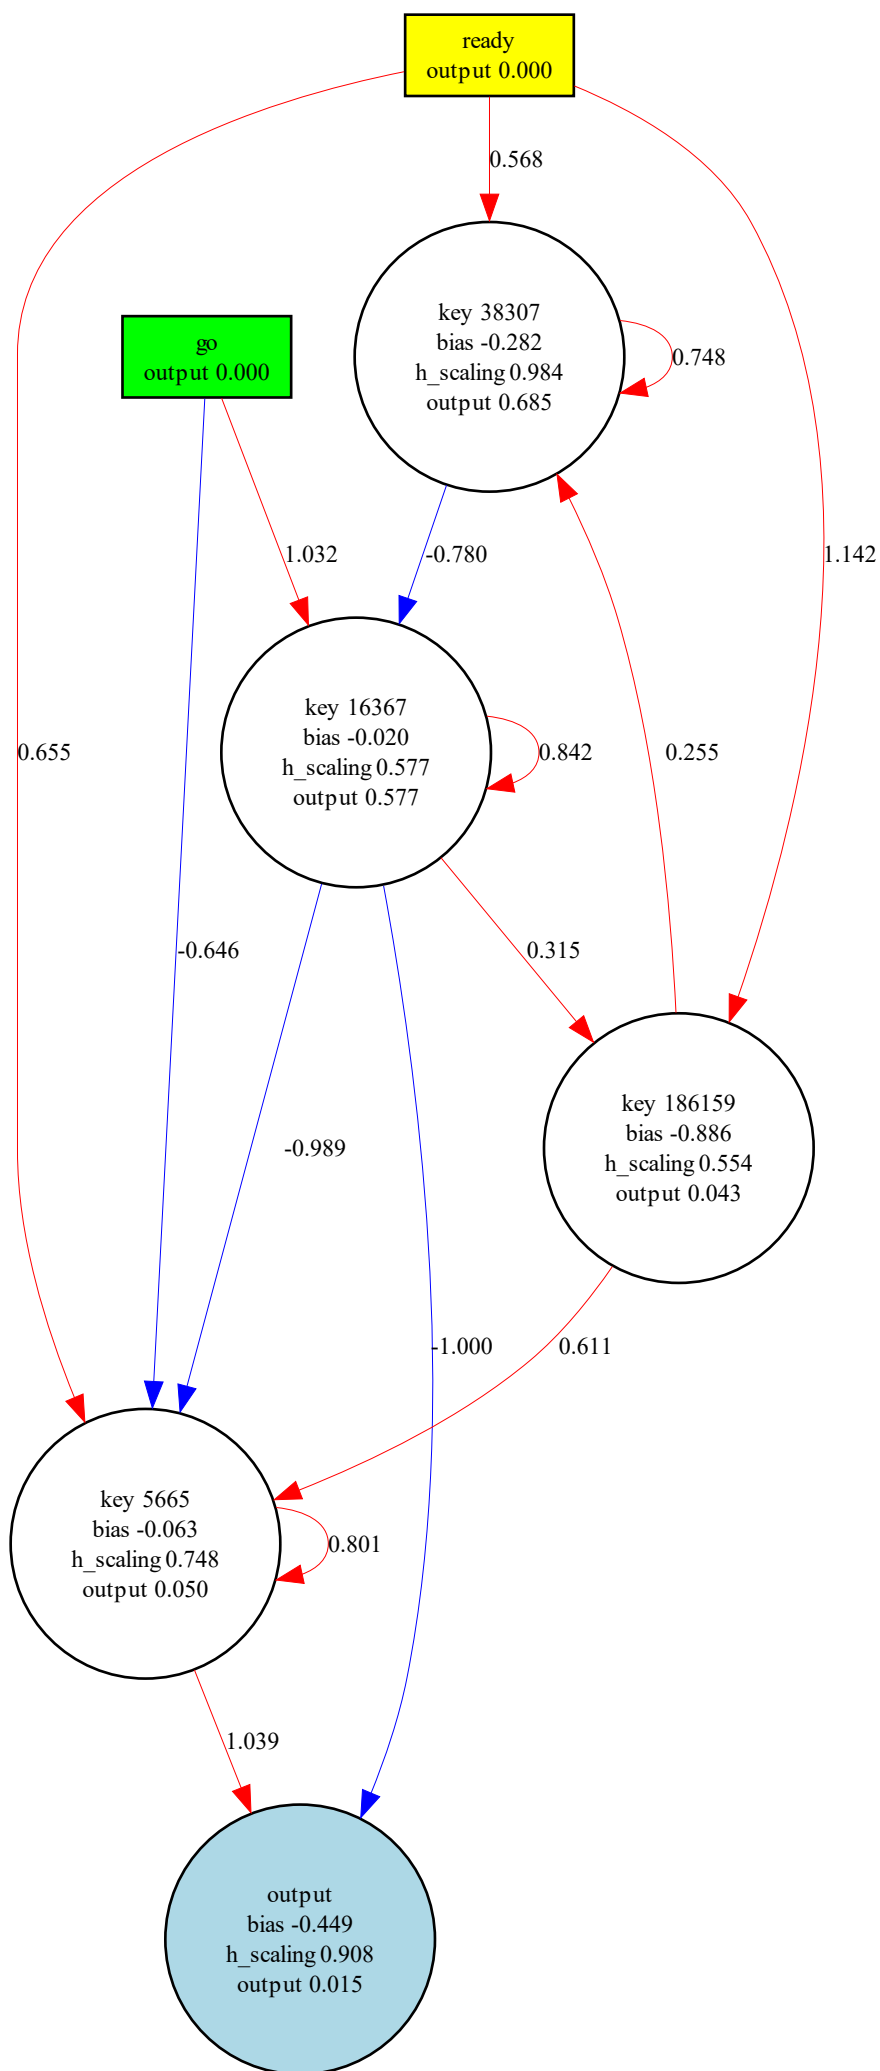 ready
output 0.000
0.568
go
output 0.000
key 38307
bias -0.282
h_scaling 0.984
output 0.685
0.748
1.032
-0.780
1.142
0.655
key 16367
bias -0.020
h_scaling 0.577
output 0.577
0.842
0.255
-0.646
0.315
-0.989
key 186159
bias -0.886
h_scaling 0.554
output 0.043
-1.000
0.611
key 5665
bias -0.063
h_scaling 0.748
output 0.050
0.801
1.039
output
bias -0.449
h_scaling 0.908
output 0.015